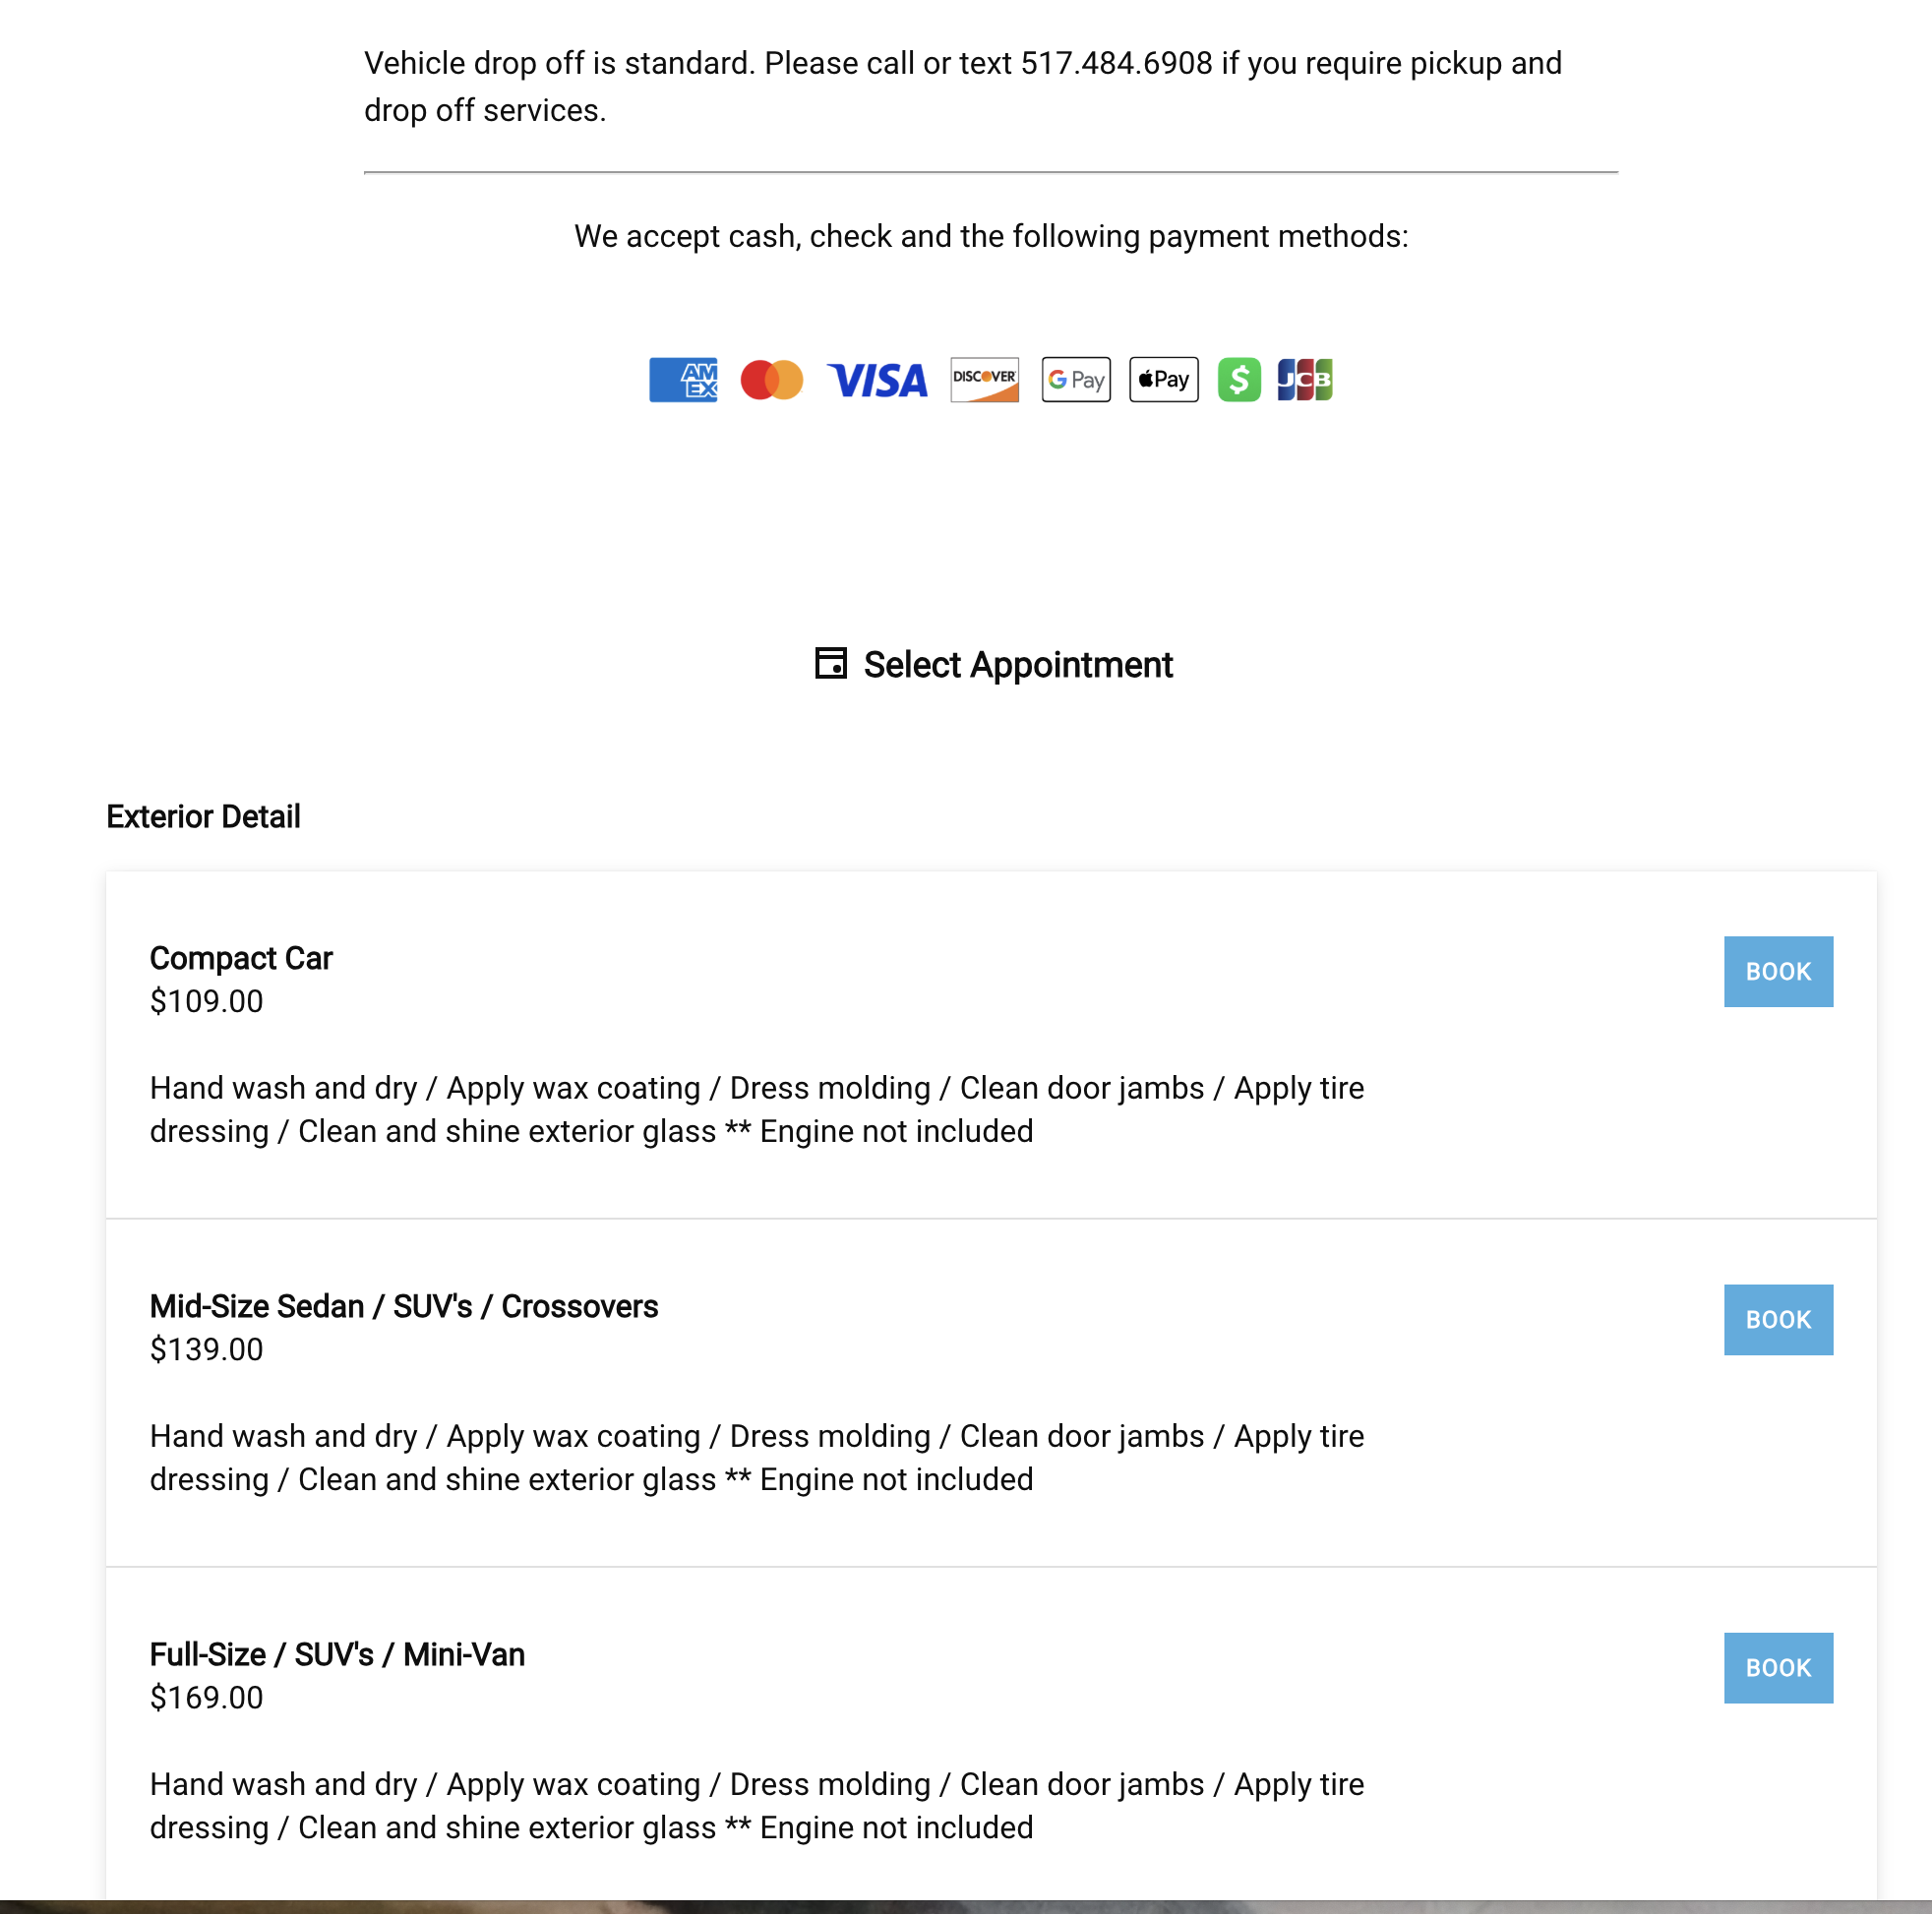 Vehicle drop off is standard. Please call or text 517.484.6908 if you require pickup and
drop off services.
We accept cash, check and the following payment methods:
AM
EX
VISA
DISCOVER
G Pay
Pay
$
JCB
Select Appointment
Exterior Detail
Compact Car
BOOK
$109.00
Hand wash and dry / Apply wax coating / Dress molding / Clean door jambs / Apply tire
dressing / Clean and shine exterior glass ** Engine not included
Mid-Size Sedan / SUV's / Crossovers
BOOK
$139.00
Hand wash and dry / Apply wax coating / Dress molding / Clean door jambs / Apply tire
dressing / Clean and shine exterior glass ** Engine not included
Full-Size / SUV's / Mini-Van
BOOK
$169.00
Hand wash and dry / Apply wax coating / Dress molding / Clean door jambs / Apply tire
dressing / Clean and shine exterior glass ** Engine not included